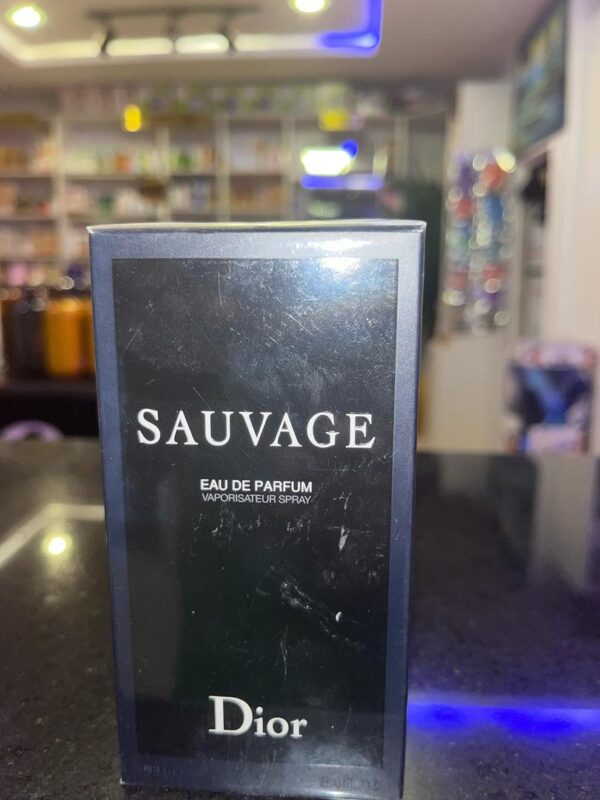 SAUVAGE
EAU DE PARFUM
VAPORISATEUR SPRAY
Dior